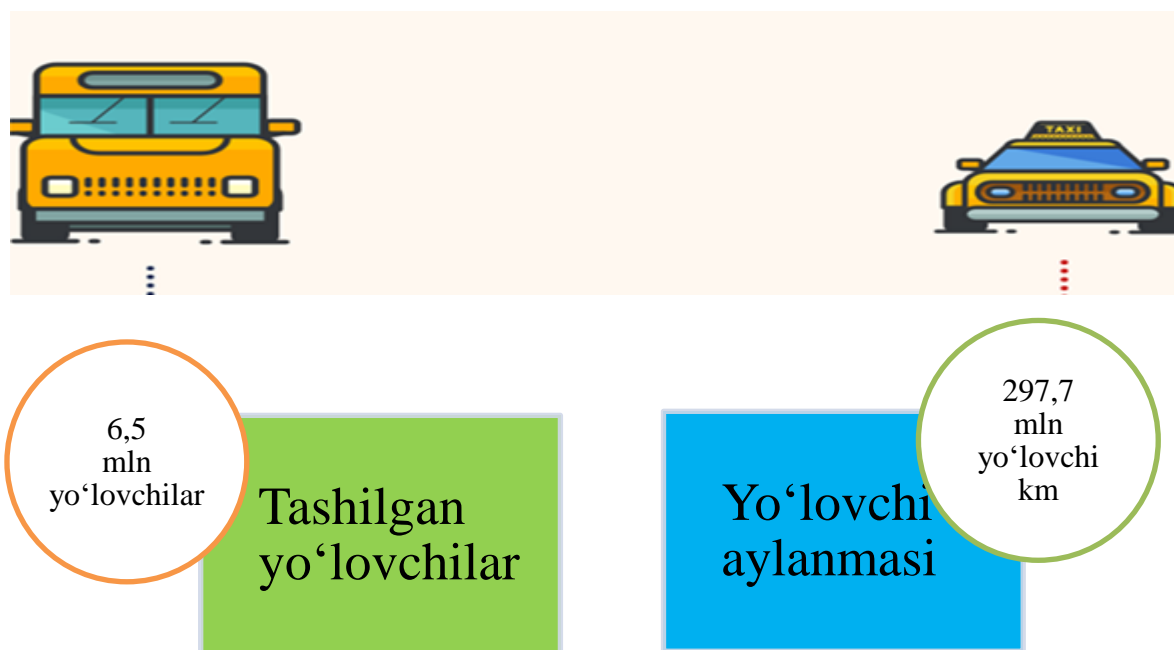 TAXI
6,5
mln
yo‘lovchilar
Tashilgan
yo‘lovchilar
Yo‘lovchi
aylanmasi
297,7
mln
yo‘lovchi
km